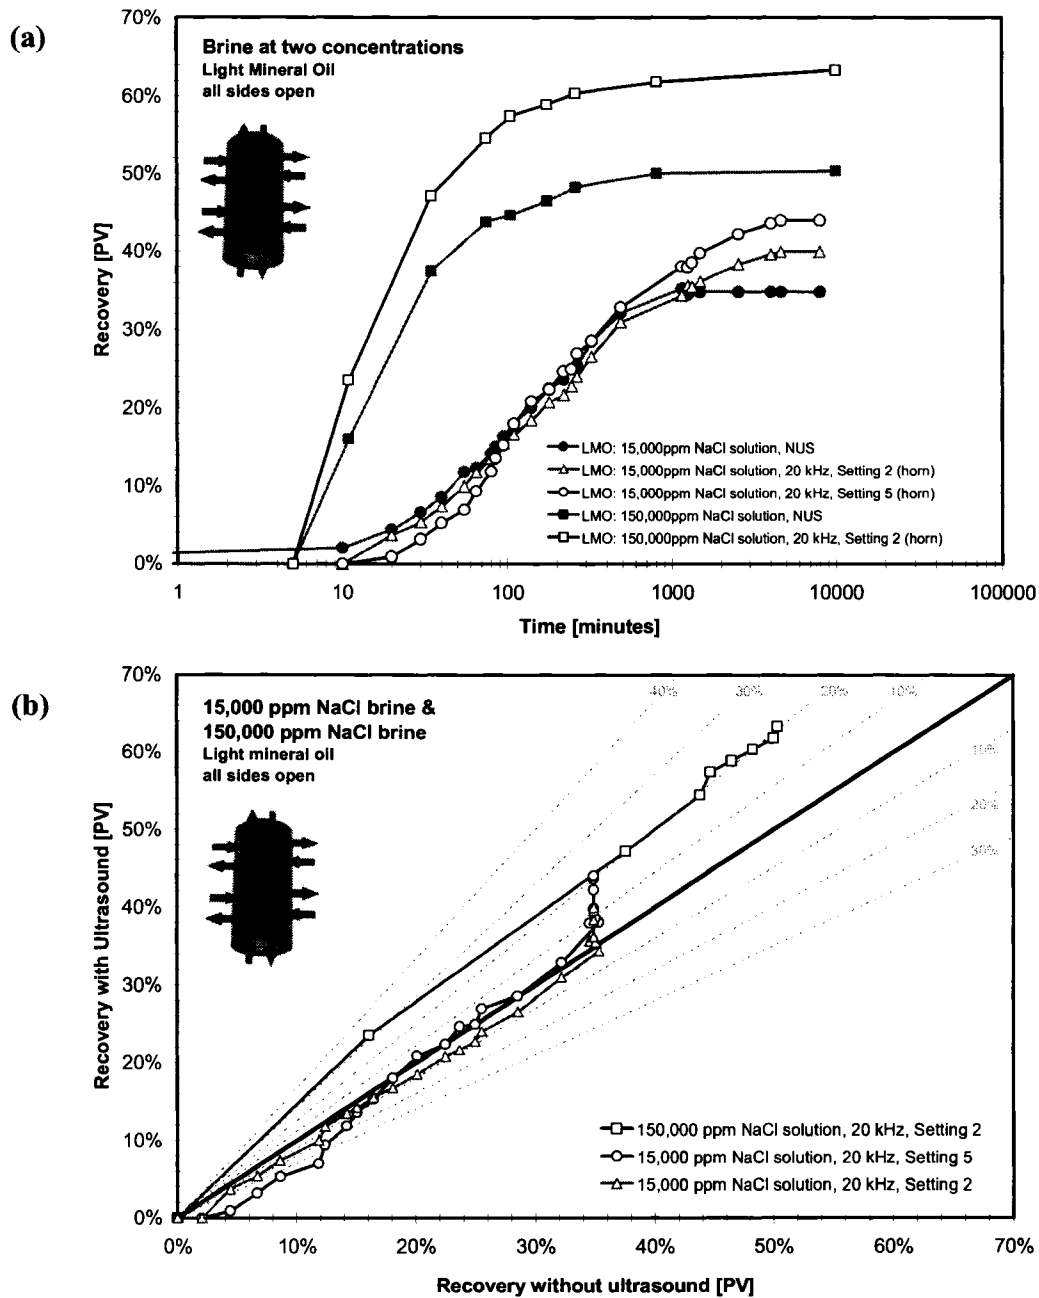 (a)
70%
60%
50%
40%
30%
20%
10%
0%
Recovery [PV]
Brine at two concentrations
Light Mineral Oil
all sides open
LMO: 15,000ppm NaCl solution, NUS
LMO: 15,000ppm NaCl solution, 20 kHz, Setting 2 (horn)
LMO: 15,000ppm NaCl solution, 20 kHz, Setting 5 (horn)
LMO: 150,000ppm NaCl solution, NUS
LMO: 150,000ppm NaCl solution, 20 kHz, Setting 2 (horn)
1 10 100 1000 10000 100000
Time [minutes]
(b)
70%
60%
50%
40%
30%
20%
10%
0%
Recovery with Ultrasound [PV]
15,000 ppm NaCl brine &
150,000 ppm NaCl brine
Light mineral oil
all sides open
40% 30% 20% 10%
10%
20%
30%
150,000 ppm NaCl solution, 20 kHz, Setting 2
15,000 ppm NaCl solution, 20 kHz, Setting 5
15,000 ppm NaCl solution, 20 kHz, Setting 2
0% 10% 20% 30% 40% 50% 60% 70%
Recovery without ultrasound [PV]